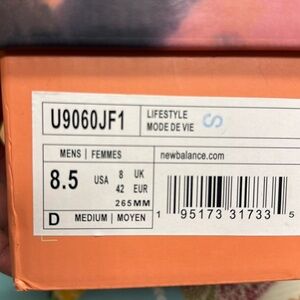 U9060JF1
LIFESTYLE
MODE DE VIE
S
MENS | FEMMES
newbalance.com
8.5 USA 8 UK
42 EUR
265MM
D MEDIUM | MOYEN
1 95173 31733 5